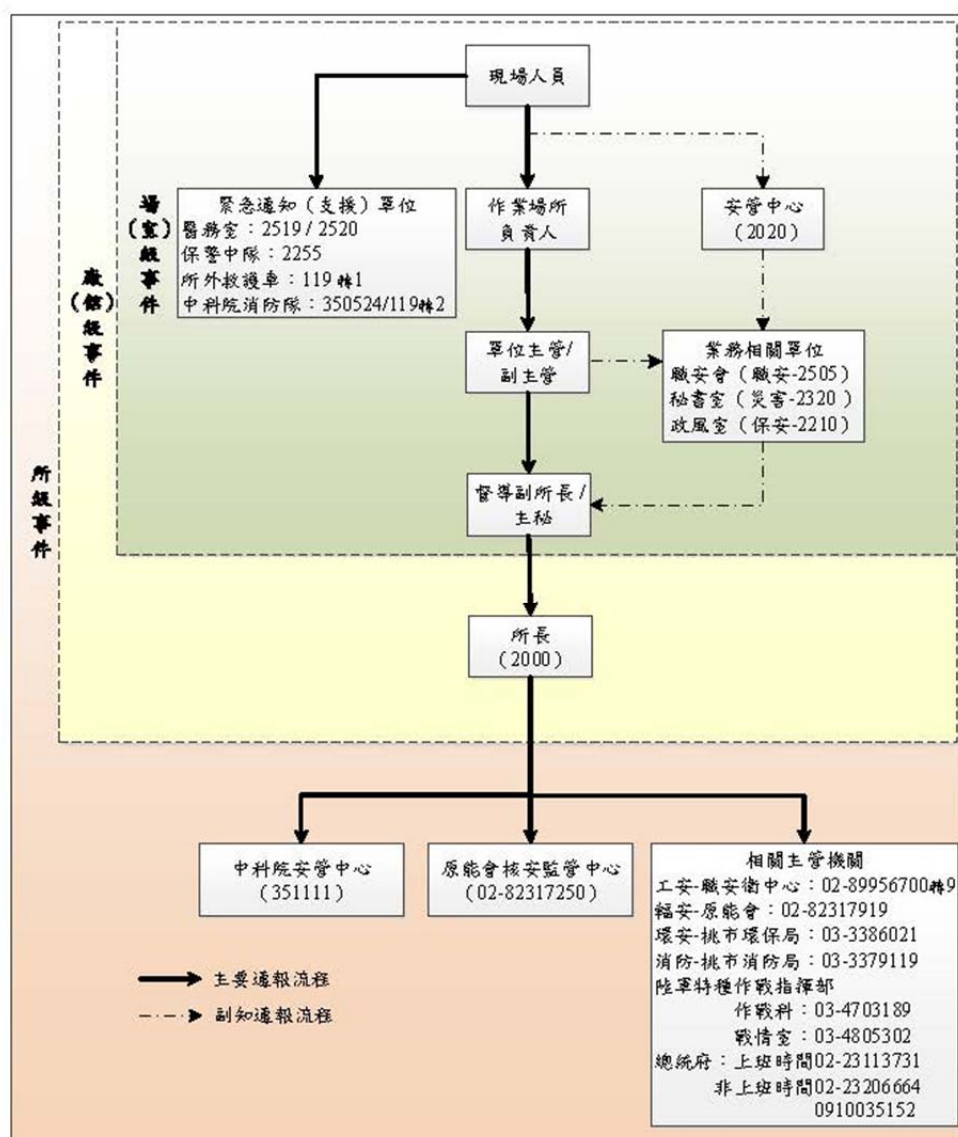 現場人員
場(室)級事件
廠(館)級事件
所級事件
緊急通知(支援)單位
醫務室：2519 / 2520
保警中隊：2255
所外救護車：119 轉1
中科院消防隊：350524/119轉2
作業場所
負責人
安管中心
(2020)
單位主管/
副主管
業務相關單位
職安會(職安-2505)
秘書室(災害-2320)
政風室(保安-2210)
督導副所長/
主秘
所長
(2000)
中科院安管中心
(351111)
原能會核安監管中心
(02-82317250)
相關主管機關
工安-職安衛中心：02-89956700轉9
輻安-原能會：02-82317919
環安-桃市環保局：03-3386021
消防-桃市消防局：03-3379119
陸軍特種作戰指揮部
作戰科：03-4703189
戰情室：03-4805302
總統府：上班時間02-23113731
非上班時間02-23206664
0910035152
主要通報流程
副知通報流程